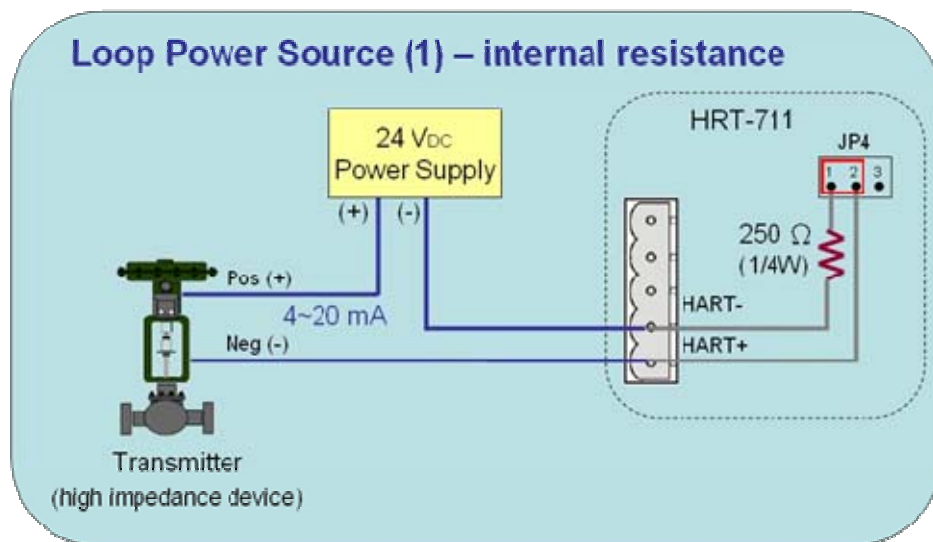 Loop Power Source (1) – internal resistance
HRT-711
JP4
1 2 3
24 VDC
Power Supply
(+) (-)
250 Ω
(1/4W)
Pos (+)
4~20 mA
HART-
Neg (-)
HART+
Transmitter
(high impedance device)